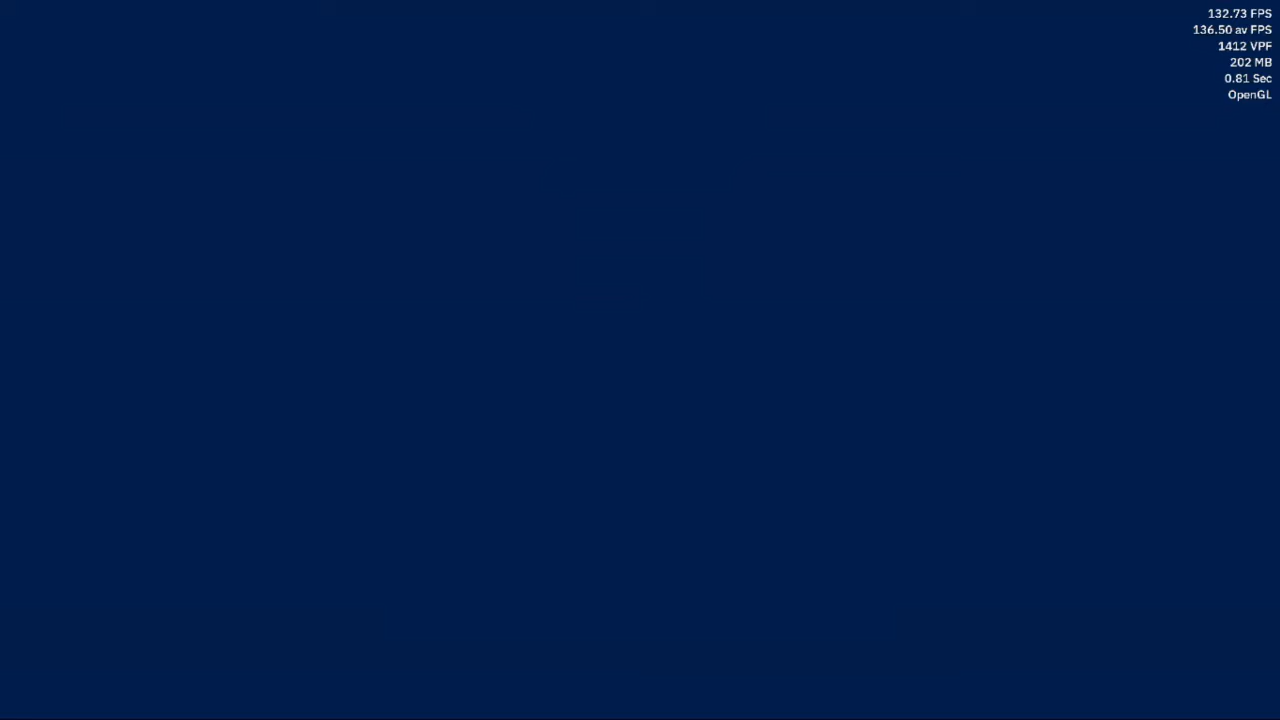 132.73 FPS
136.50 av FPS
1412 VPF
202 MB
0.81 Sec
OpenGL